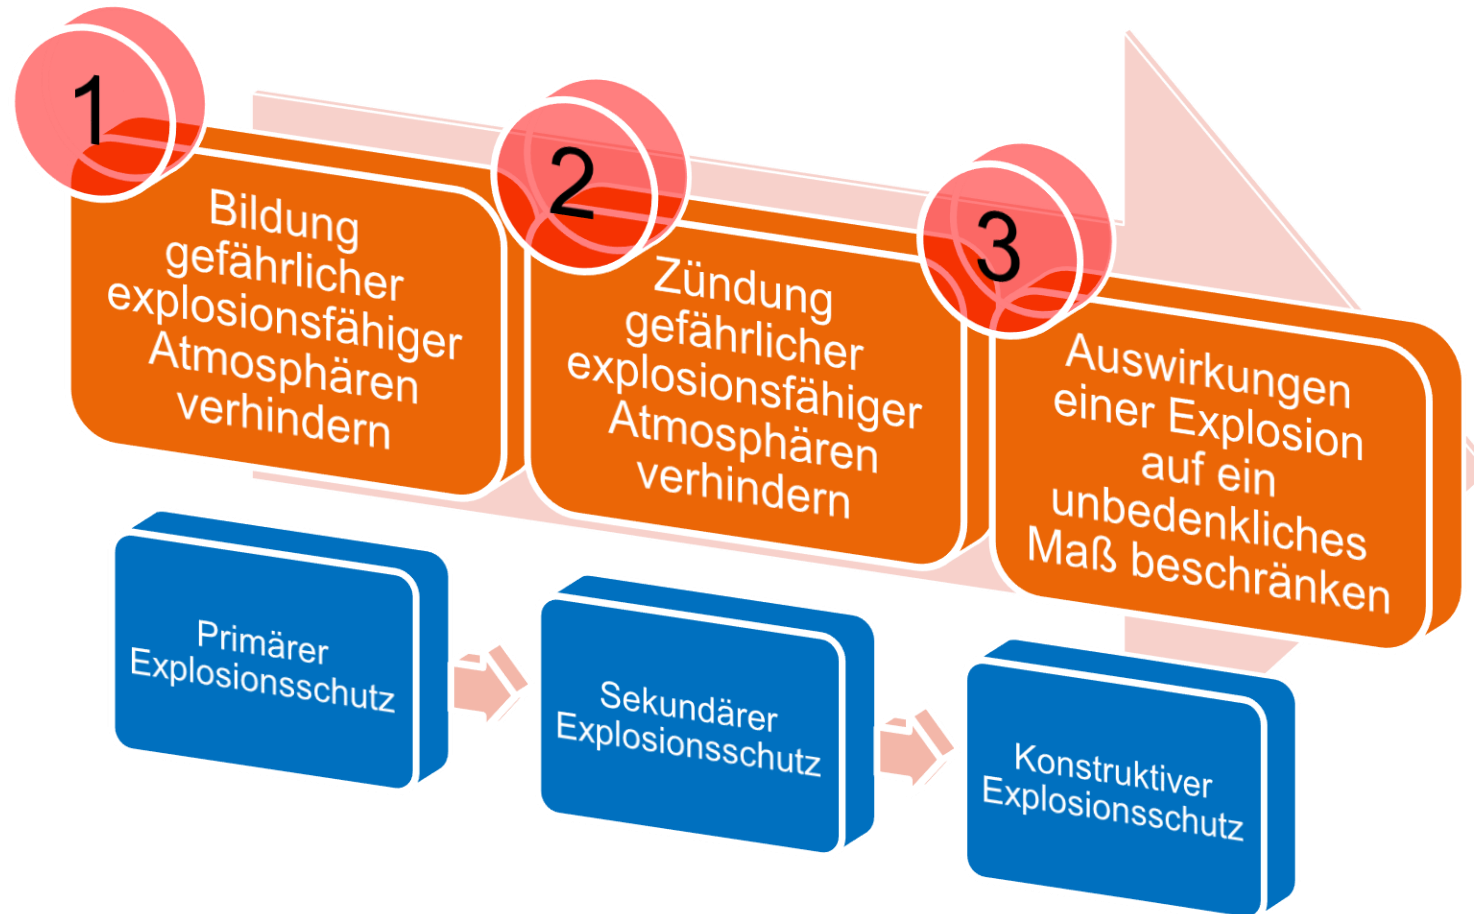 1
Bildung
gefährlicher
explosionsfähiger
Atmosphären
verhindern
2
Zündung
gefährlicher
explosionsfähiger
Atmosphären
verhindern
3
Auswirkungen
einer Explosion
auf ein
unbedenkliches
Maß beschränken
Primärer
Explosionsschutz
Sekundärer
Explosionsschutz
Konstruktiver
Explosionsschutz